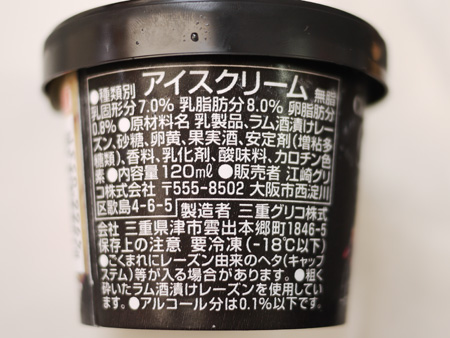 ●種類別 アイスクリーム 無脂
乳固形分7.0% 乳脂肪分8.0% 卵脂肪分
0.8% ●原材料名 乳製品、ラム酒漬けレー
ズン、砂糖、卵黄、果実酒、安定剤(増粘多
糖類)、香料、乳化剤、酸味料、カロチン色
素 ●内容量 120ml ●販売者 江崎グリ
コ株式会社 〒555-8502 大阪市西淀川
区歌島4-6-5 製造者 三重グリコ株式
会社 三重県津市雲出本郷町1846-5
保存上の注意 要冷凍(-18℃以下)
●ごくまれにレーズン由来のヘタ(キャップ
ステム)等が入る場合があります。●粗く
砕いたラム酒漬けレーズンを使用してい
ます。●アルコール分は0.1%以下です。